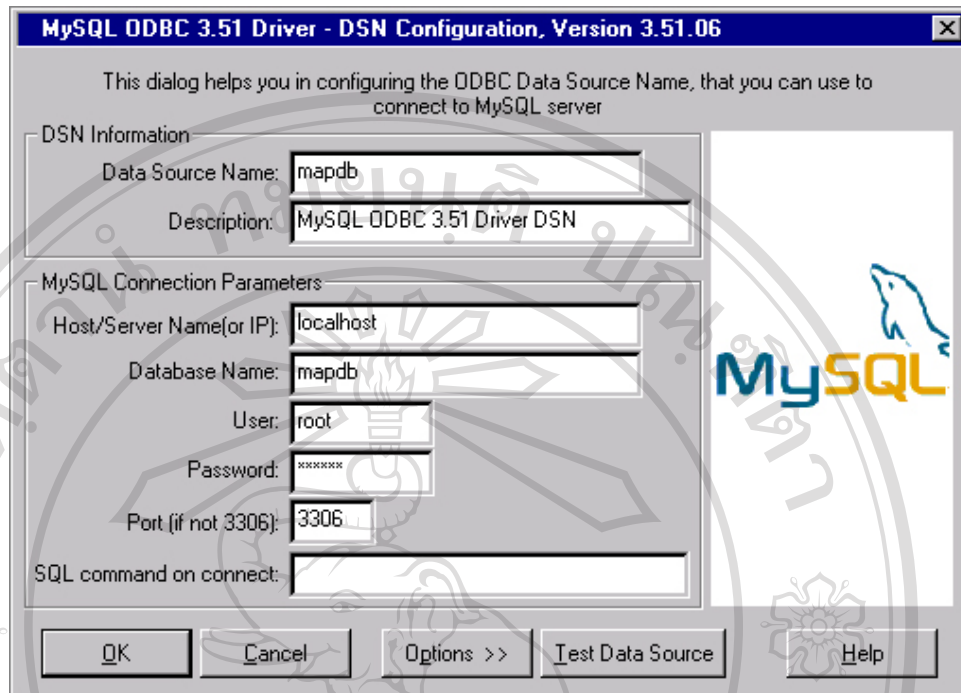 MySQL ODBC 3.51 Driver - DSN Configuration, Version 3.51.06
This dialog helps you in configuring the ODBC Data Source Name, that you can use to
connect to MySQL server
DSN Information
Data Source Name: mapdb
Description: MySQL ODBC 3.51 Driver DSN
MySQL Connection Parameters
Host/Server Name(or IP): localhost
Database Name: mapdb
User: root
Password: ******
Port (if not 3306): 3306
SQL command on connect:
MySQL
OK Cancel Options >> Test Data Source Help